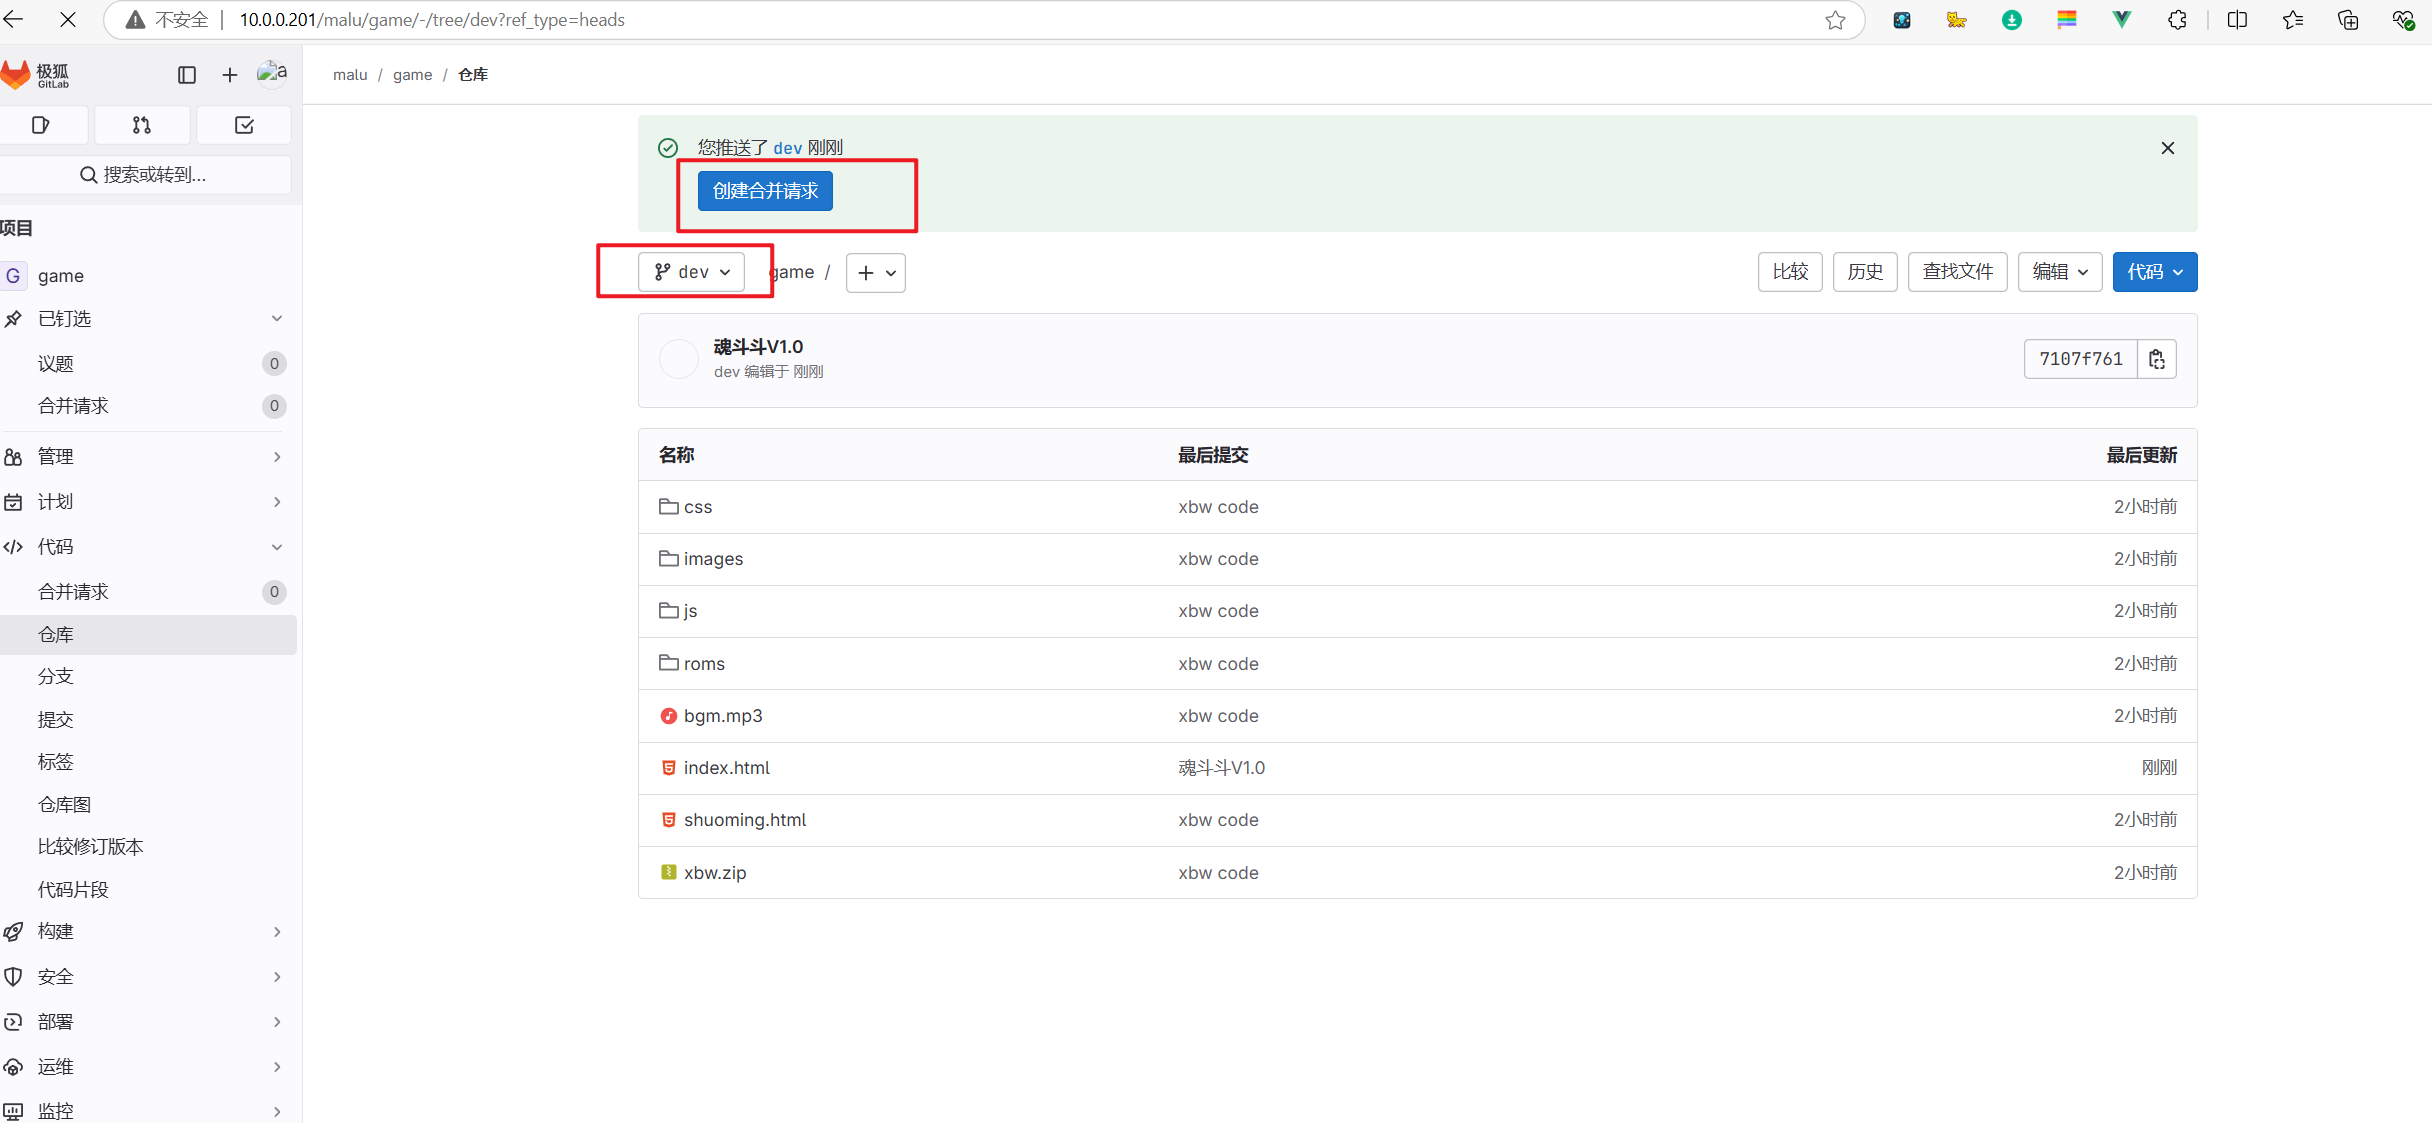 不安全 10.0.0.201/malu/game/-/tree/dev?ref_type=heads
极狐
GitLab
a
malu / game / 仓库
搜索或转到...
项目
G game
已钉选
议题 0
合并请求 0
管理
计划
代码
合并请求 0
仓库
分支
提交
标签
仓库图
比较修订版本
代码片段
构建
安全
部署
运维
监控
您推送了 dev 刚刚
创建合并请求
dev game / 比较 历史 查找文件 编辑 代码
魂斗斗V1.0
dev 编辑于 刚刚
7107f761
名称 最后提交 最后更新
css xbw code 2小时前
images xbw code 2小时前
js xbw code 2小时前
roms xbw code 2小时前
bgm.mp3 xbw code 2小时前
index.html 魂斗斗V1.0 刚刚
shuoming.html xbw code 2小时前
xbw.zip xbw code 2小时前